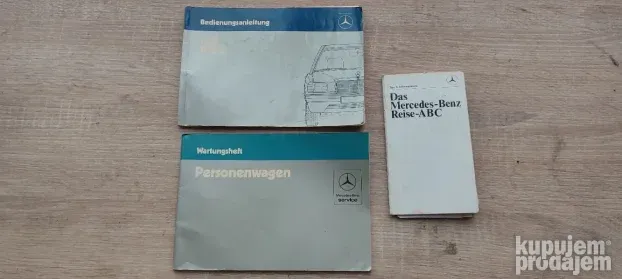 Bedienungsanleitung
Wartungsheft
Personenwagen
Mercedes-Benz
service
Das
Mercedes-Benz
Reise-ABC
kupujem
prodajem